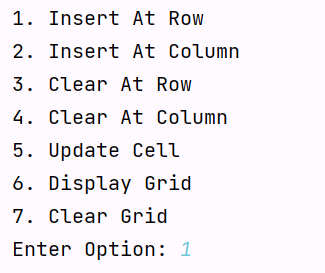 1. Insert At Row
2. Insert At Column
3. Clear At Row
4. Clear At Column
5. Update Cell
6. Display Grid
7. Clear Grid
Enter Option: 1